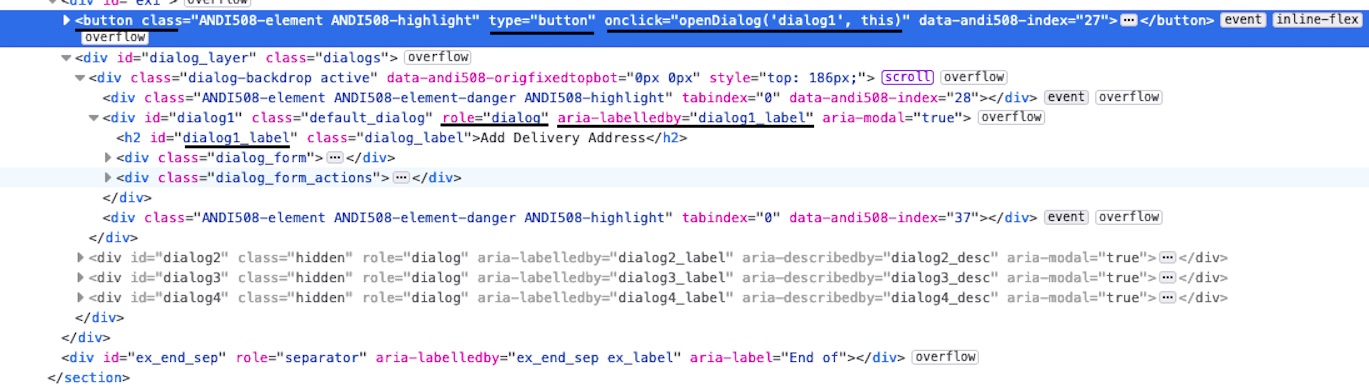 <div id="ex1">
<button class="ANDI508-element ANDI508-highlight" type="button" onclick="openDialog('dialog1', this)" data-andi508-index="27">⋯</button> event inline-flex
overflow
<div id="dialog_layer" class="dialogs"> overflow
<div class="dialog-backdrop active" data-andi508-origfixedtopbot="0px 0px" style="top: 186px;"> scroll overflow
<div class="ANDI508-element ANDI508-element-danger ANDI508-highlight" tabindex="0" data-andi508-index="28"></div> event overflow
<div id="dialog1" class="default_dialog" role="dialog" aria-labelledby="dialog1_label" aria-modal="true"> overflow
<h2 id="dialog1_label" class="dialog_label">Add Delivery Address</h2>
<div class="dialog_form">⋯</div>
<div class="dialog_form_actions">⋯</div>
</div>
<div class="ANDI508-element ANDI508-element-danger ANDI508-highlight" tabindex="0" data-andi508-index="37"></div> event overflow
</div>
<div id="dialog2" class="hidden" role="dialog" aria-labelledby="dialog2_label" aria-describedby="dialog2_desc" aria-modal="true">⋯</div>
<div id="dialog3" class="hidden" role="dialog" aria-labelledby="dialog3_label" aria-describedby="dialog3_desc" aria-modal="true">⋯</div>
<div id="dialog4" class="hidden" role="dialog" aria-labelledby="dialog4_label" aria-describedby="dialog4_desc" aria-modal="true">⋯</div>
</div>
</div>
<div id="ex_end_sep" role="separator" aria-labelledby="ex_end_sep ex_label" aria-label="End of"></div> overflow
</section>